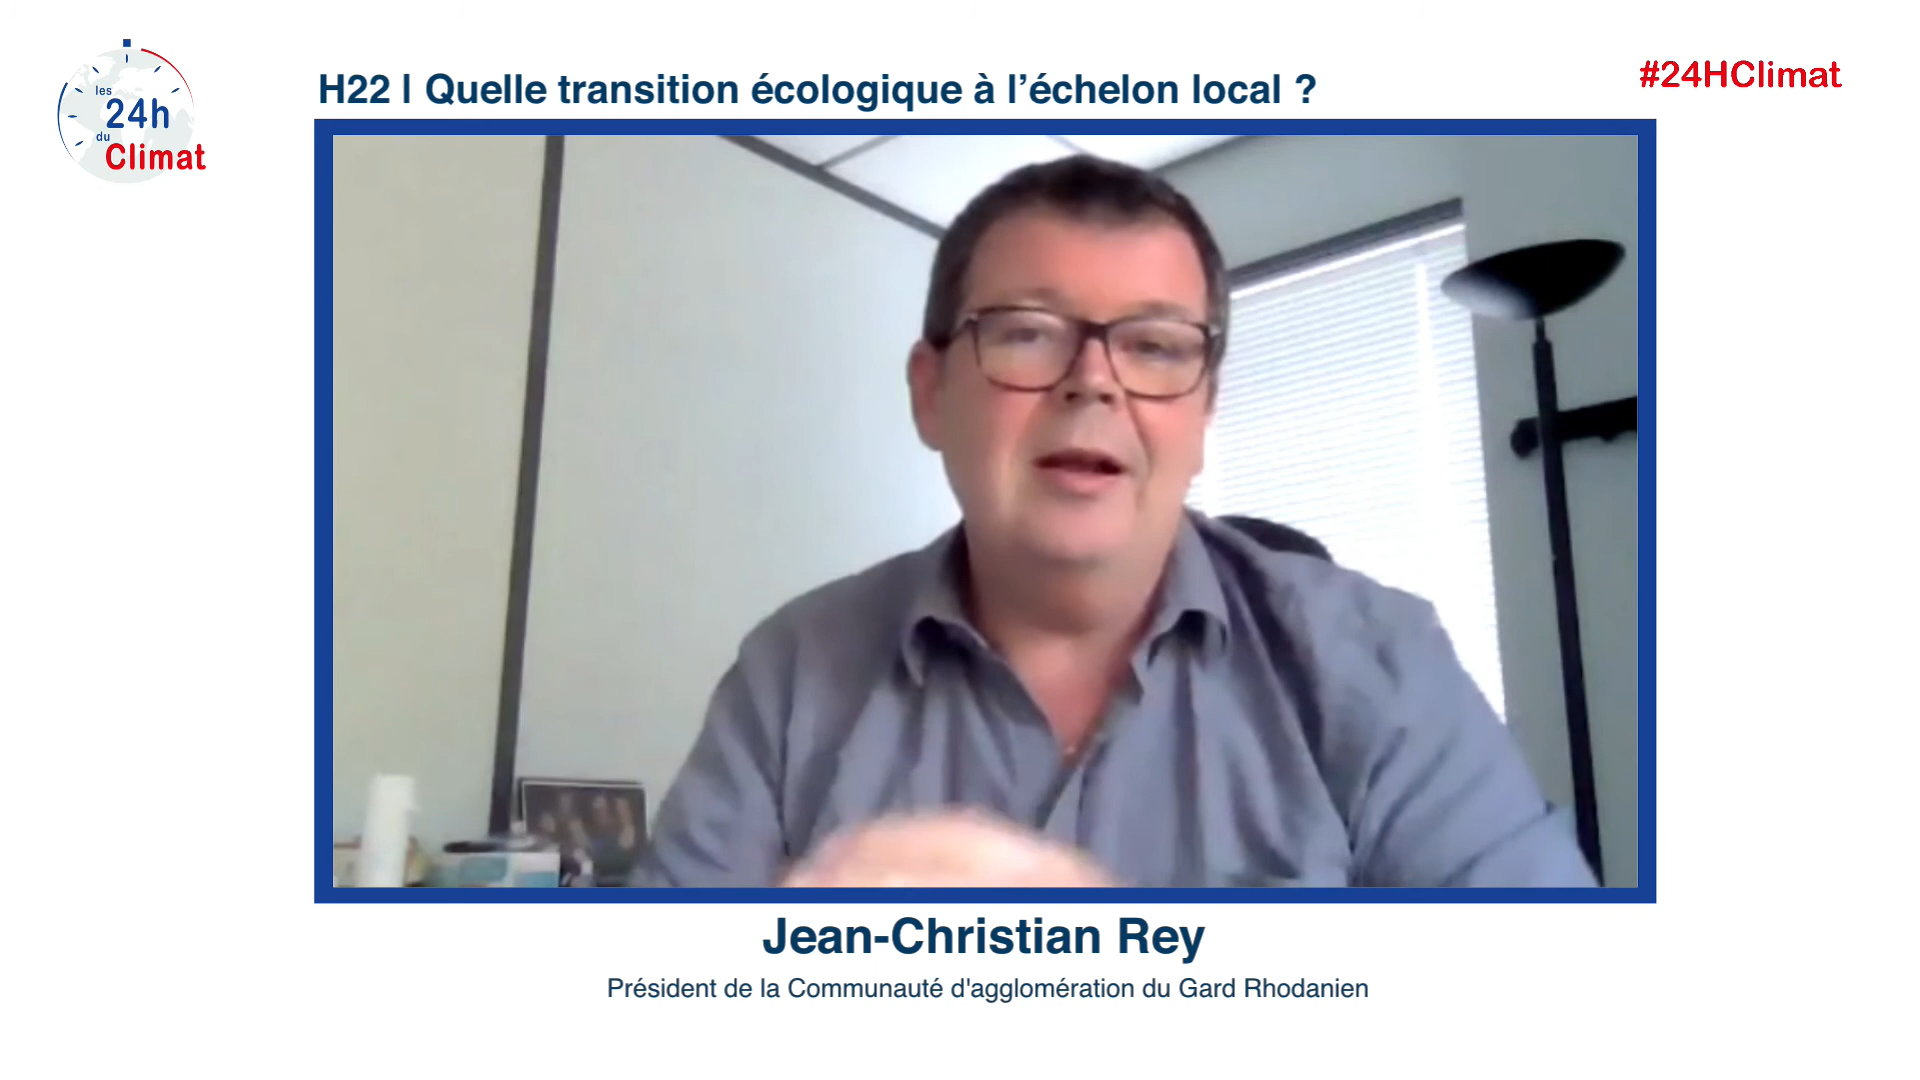 les
24h
du
Climat
H22 I Quelle transition écologique à l’échelon local ?
#24HClimat
Jean-Christian Rey
Président de la Communauté d'agglomération du Gard Rhodanien